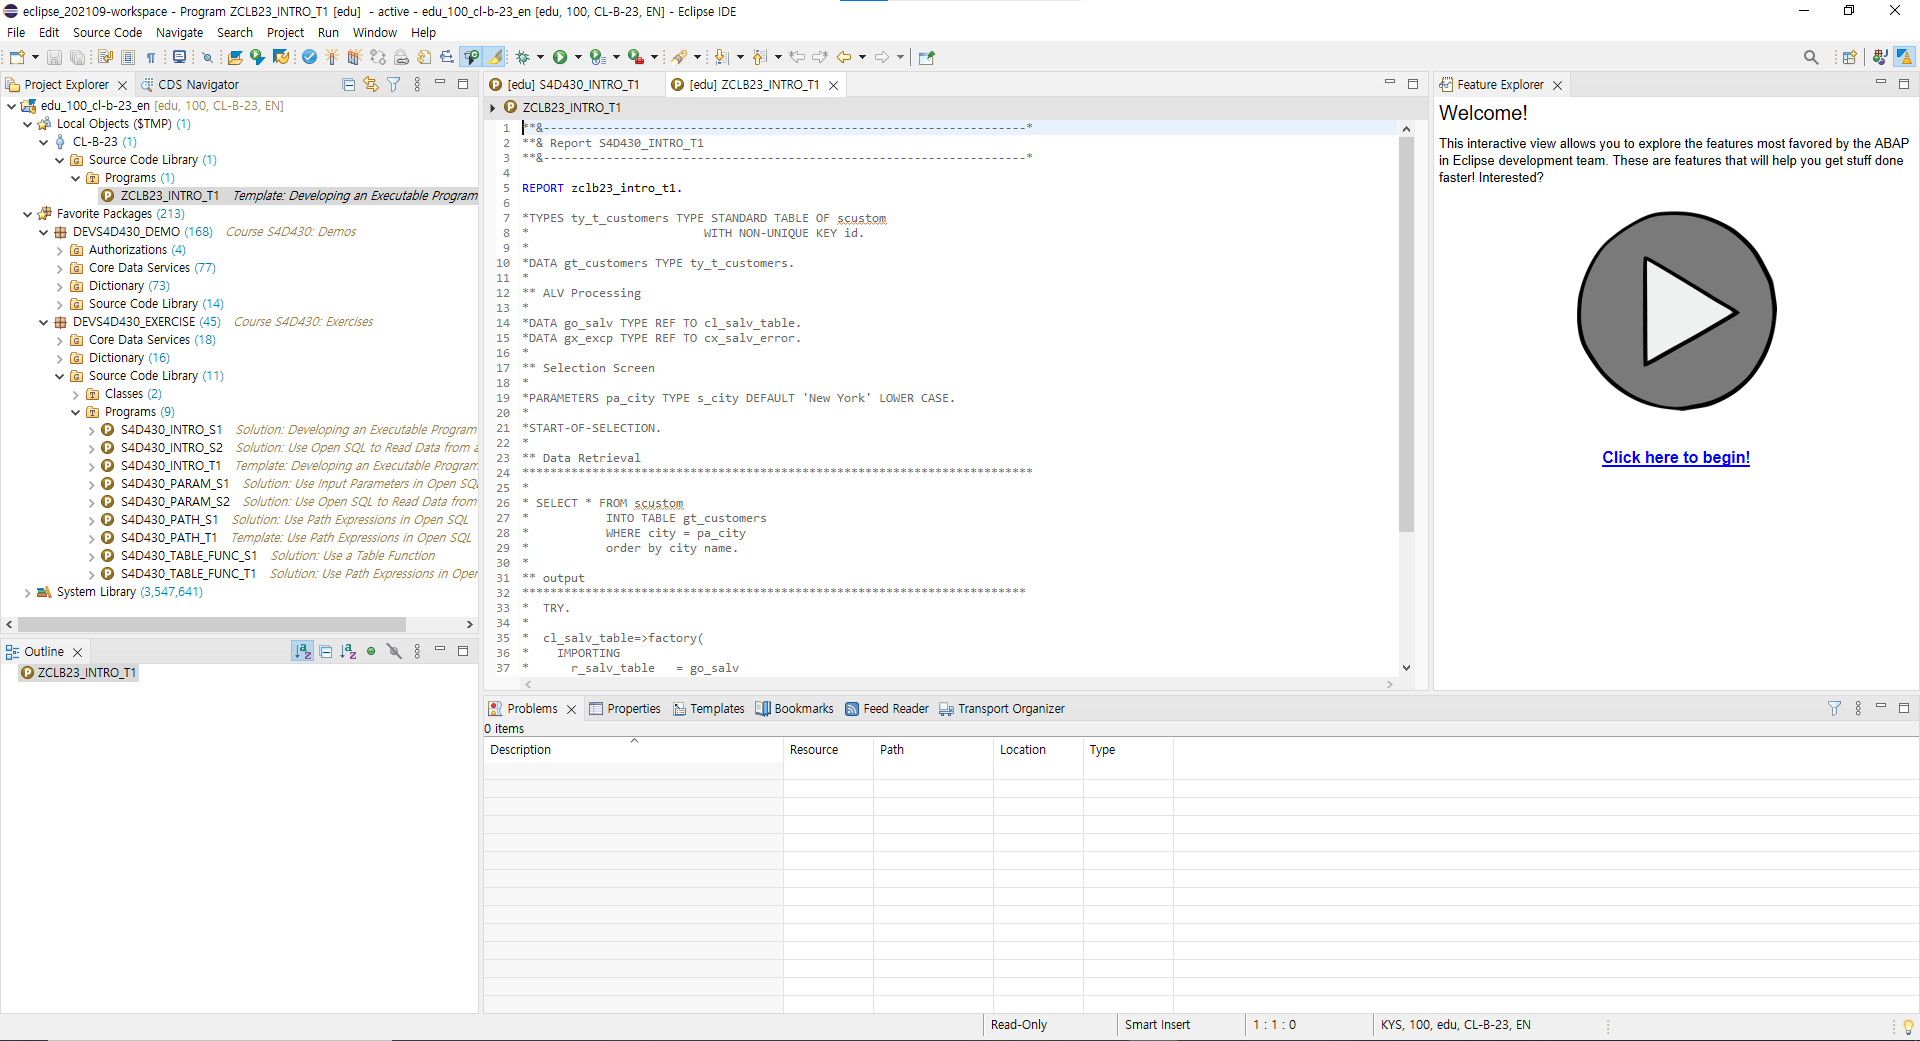 eclipse_202109-workspace - Program ZCLB23_INTRO_T1 [edu]  - active - edu_100_cl-b-23_en [edu, 100, CL-B-23, EN] - Eclipse IDE
File Edit Source Code Navigate Search Project Run Window Help
Project Explorer CDS Navigator
edu_100_cl-b-23_en [edu, 100, CL-B-23, EN]
Local Objects ($TMP) (1)
CL-B-23 (1)
Source Code Library (1)
Programs (1)
ZCLB23_INTRO_T1 Template: Developing an Executable Program
Favorite Packages (213)
DEVS4D430_DEMO (168) Course S4D430: Demos
Authorizations (4)
Core Data Services (77)
Dictionary (73)
Source Code Library (14)
DEVS4D430_EXERCISE (45) Course S4D430: Exercises
Core Data Services (18)
Dictionary (16)
Source Code Library (11)
Classes (2)
Programs (9)
S4D430_INTRO_S1 Solution: Developing an Executable Program
S4D430_INTRO_S2 Solution: Use Open SQL to Read Data from a
S4D430_INTRO_T1 Template: Developing an Executable Program
S4D430_PARAM_S1 Solution: Use Input Parameters in Open SQL
S4D430_PARAM_S2 Solution: Use Open SQL to Read Data from
S4D430_PATH_S1 Solution: Use Path Expressions in Open SQL
S4D430_PATH_T1 Template: Use Path Expressions in Open SQL
S4D430_TABLE_FUNC_S1 Solution: Use a Table Function
S4D430_TABLE_FUNC_T1 Solution: Use Path Expressions in Oper
System Library (3,547,641)
Outline
ZCLB23_INTRO_T1
[edu] S4D430_INTRO_T1 [edu] ZCLB23_INTRO_T1
ZCLB23_INTRO_T1
1 **&---------------------------------------------------------------------*
2 **& Report S4D430_INTRO_T1
3 **&---------------------------------------------------------------------*
4
5 REPORT zclb23_intro_t1.
6
7 *TYPES ty_t_customers TYPE STANDARD TABLE OF scustom
8 *                         WITH NON-UNIQUE KEY id.
9 *
10 *DATA gt_customers TYPE ty_t_customers.
11 *
12 ** ALV Processing
13 *
14 *DATA go_salv TYPE REF TO cl_salv_table.
15 *DATA gx_excp TYPE REF TO cx_salv_error.
16 *
17 ** Selection Screen
18 *
19 *PARAMETERS pa_city TYPE s_city DEFAULT 'New York' LOWER CASE.
20 *
21 *START-OF-SELECTION.
22 *
23 ** Data Retrieval
24 *************************************************************************
25 *
26 * SELECT * FROM scustom
27 *           INTO TABLE gt_customers
28 *           WHERE city = pa_city
29 *           order by city name.
30 *
31 ** output
32 ************************************************************************
33 *  TRY.
34 *
35 *  cl_salv_table=>factory(
36 *    IMPORTING
37 *      r_salv_table   = go_salv
Feature Explorer
Welcome!
This interactive view allows you to explore the features most favored by the ABAP
in Eclipse development team. These are features that will help you get stuff done
faster! Interested?
Click here to begin!
Problems Properties Templates Bookmarks Feed Reader Transport Organizer
0 items
Description Resource Path Location Type
Read-Only Smart Insert 1 : 1 : 0 KYS, 100, edu, CL-B-23, EN